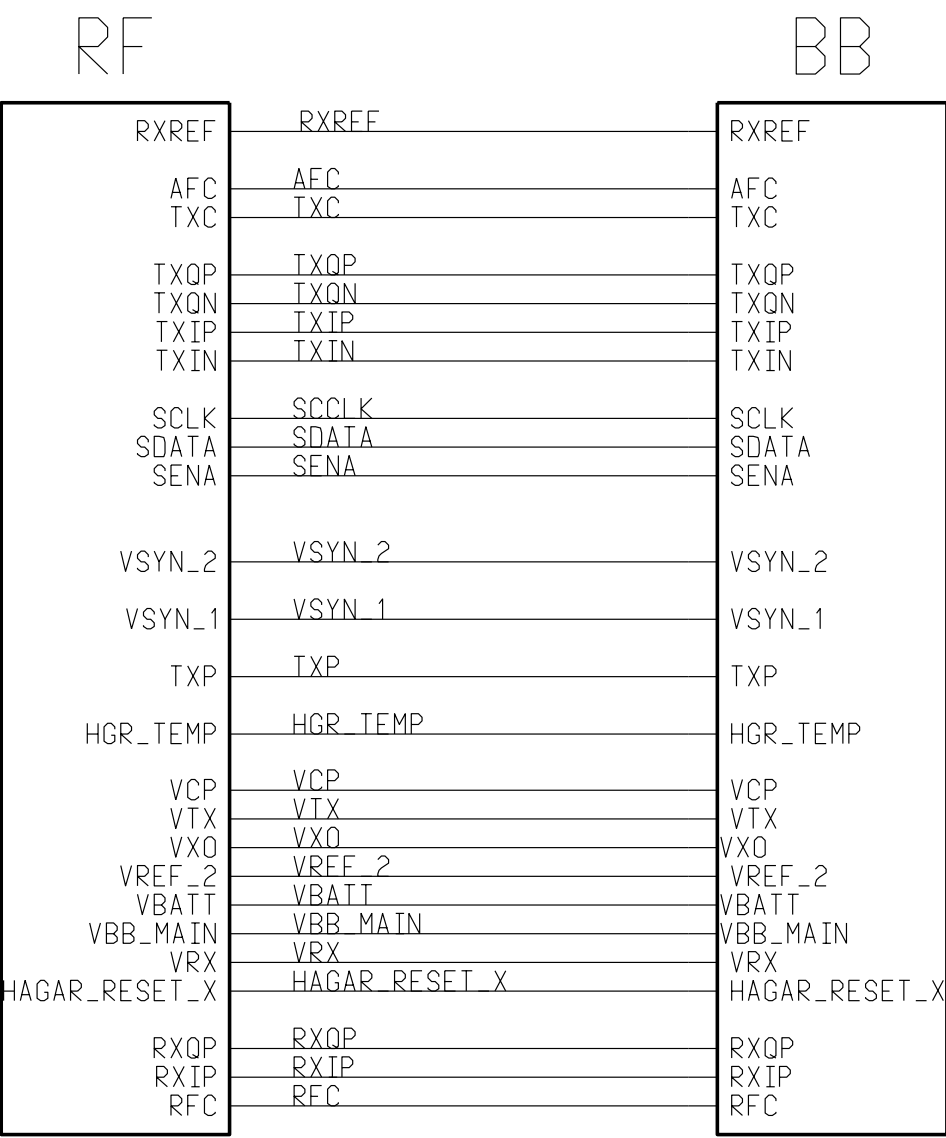 RF BB
RXREF RXREF RXREF
AFC AFC AFC
TXC TXC TXC
TXQP TXQP TXQP
TXQN TXQN TXQN
TXIP TXIP TXIP
TXIN TXIN TXIN
SCLK SCCLK SCLK
SDATA SDATA SDATA
SENA SENA SENA
VSYN_2 VSYN_2 VSYN_2
VSYN_1 VSYN_1 VSYN_1
TXP TXP TXP
HGR_TEMP HGR_TEMP HGR_TEMP
VCP VCP VCP
VTX VTX VTX
VXO VXO VXO
VREF_2 VREF_2 VREF_2
VBATT VBATT VBATT
VBB_MAIN VBB_MAIN VBB_MAIN
VRX VRX VRX
HAGAR_RESET_X HAGAR_RESET_X HAGAR_RESET_X
RXQP RXQP RXQP
RXIP RXIP RXIP
RFC RFC RFC